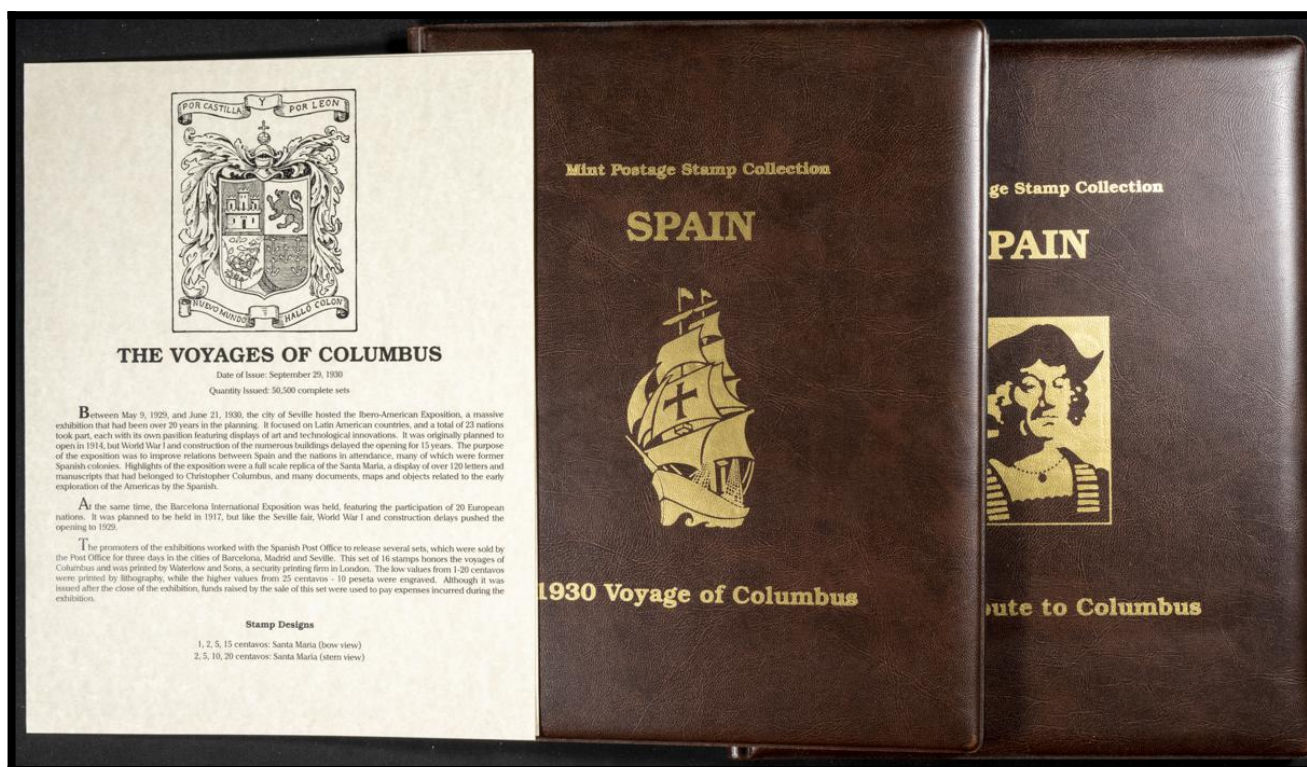 POR CASTILLA Y POR LEON
NUEVO MUNDO HALLÓ COLON
THE VOYAGES OF COLUMBUS
Date of Issue: September 29, 1930
Quantity Issued: 50,500 complete sets
Between May 9, 1929, and June 21, 1930, the city of Seville hosted the Ibero-American Exposition, a massive
exhibition that had been over 20 years in the planning. It focused on Latin American countries, and a total of 23 nations
took part, each with its own pavilion featuring displays of art and technological innovations. It was originally planned to
open in 1914, but World War I and construction of the numerous buildings delayed the opening for 15 years. The purpose
of the exposition was to improve relations between Spain and the nations in attendance, many of which were former
Spanish colonies. Highlights of the exposition were a full scale replica of the Santa Maria, a display of over 120 letters and
manuscripts that had belonged to Christopher Columbus, and many documents, maps and objects related to the early
exploration of the Americas by the Spanish.
At the same time, the Barcelona International Exposition was held, featuring the participation of 20 European
nations. It was planned to be held in 1917, but like the Seville fair, World War I and construction delays pushed the
opening to 1929.
The promoters of the exhibitions worked with the Spanish Post Office to release several sets, which were sold by
the Post Office for three days in the cities of Barcelona, Madrid and Seville. This set of 16 stamps honors the voyages of
Columbus and was printed by Waterlow and Sons, a security printing firm in London. The low values from 1-20 centavos
were printed by lithography, while the higher values from 25 centavos - 10 peseta were engraved. Although it was
issued after the close of the exhibition, funds raised by the sale of this set were used to pay expenses incurred during the
exhibition.
Stamp Designs
1, 2, 5, 15 centavos: Santa Maria (bow view)
2, 5, 10, 20 centavos: Santa Maria (stern view)
Mint Postage Stamp Collection
SPAIN
1930 Voyage of Columbus
ge Stamp Collection
PAIN
bute to Columbus